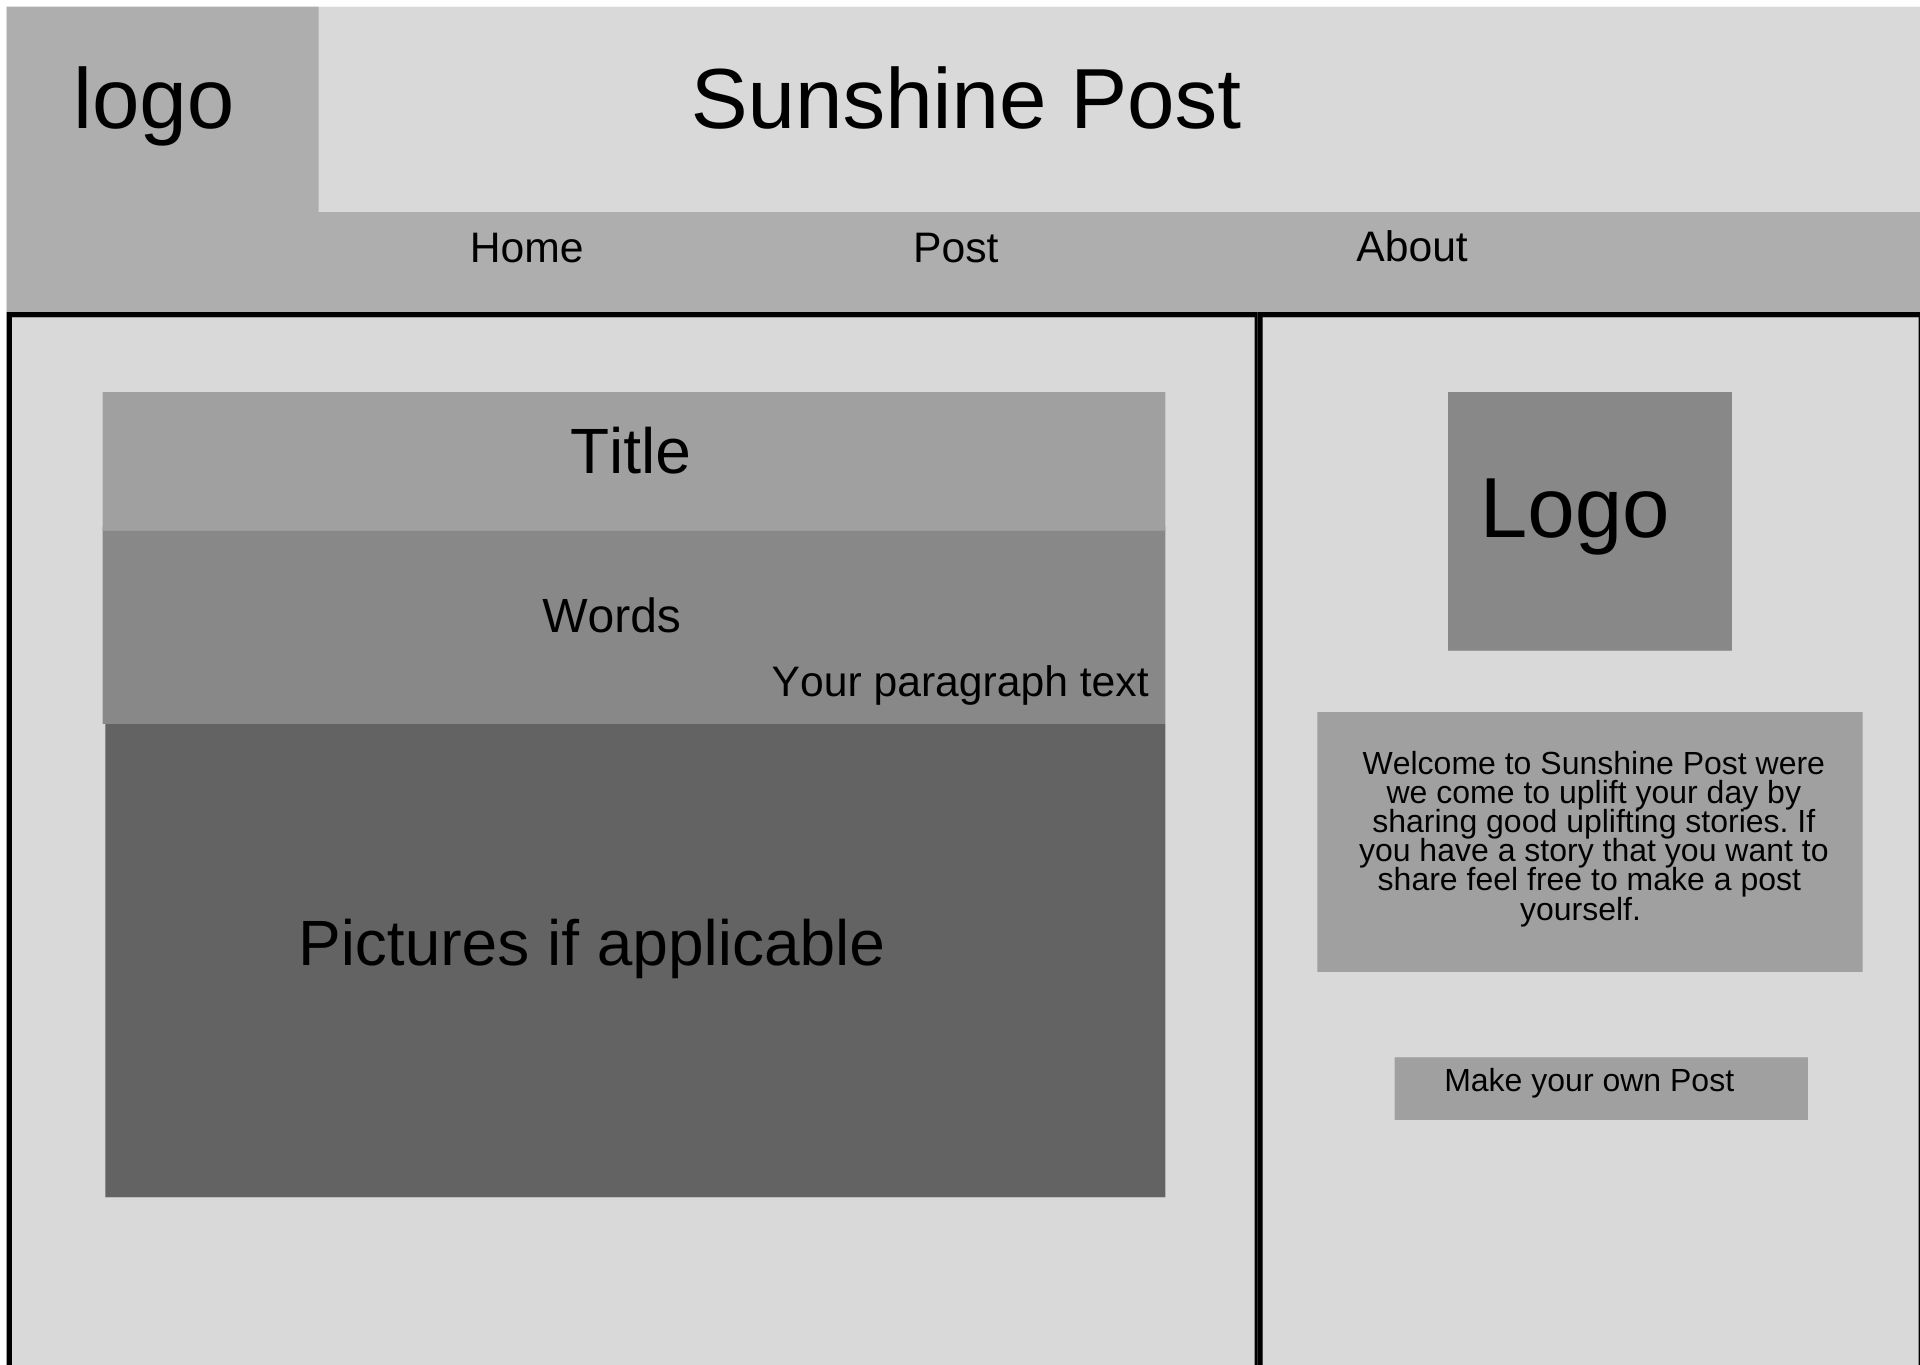 logo
Sunshine Post
Home
Post
About
Title
Words
Your paragraph text
Pictures if applicable
Logo
Welcome to Sunshine Post were
we come to uplift your day by
sharing good uplifting stories. If
you have a story that you want to
share feel free to make a post
yourself.
Make your own Post